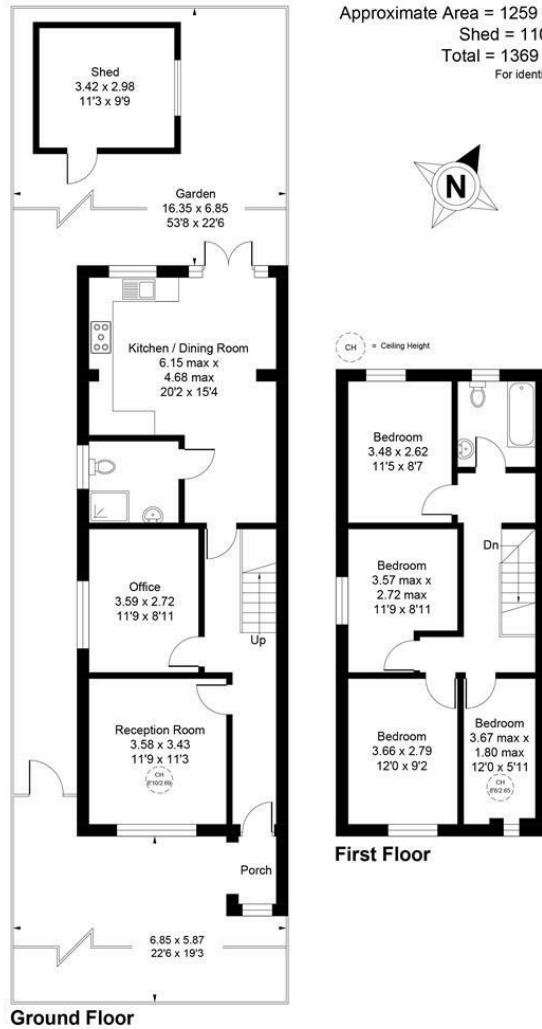 Approximate Area = 1259
Shed = 110
Total = 1369
For identi
N
Shed
3.42 x 2.98
11'3 x 9'9
Garden
16.35 x 6.85
53'8 x 22'6
Kitchen / Dining Room
6.15 max x
4.68 max
20'2 x 15'4
Office
3.59 x 2.72
11'9 x 8'11
Up
Reception Room
3.58 x 3.43
11'9 x 11'3
CH
Porch
6.85 x 5.87
22'6 x 19'3
Ground Floor
CH = Ceiling Height
Bedroom
3.48 x 2.62
11'5 x 8'7
Dn
Bedroom
3.57 max x
2.72 max
11'9 x 8'11
Bedroom
3.66 x 2.79
12'0 x 9'2
Bedroom
3.67 max x
1.80 max
12'0 x 5'11
CH
First Floor